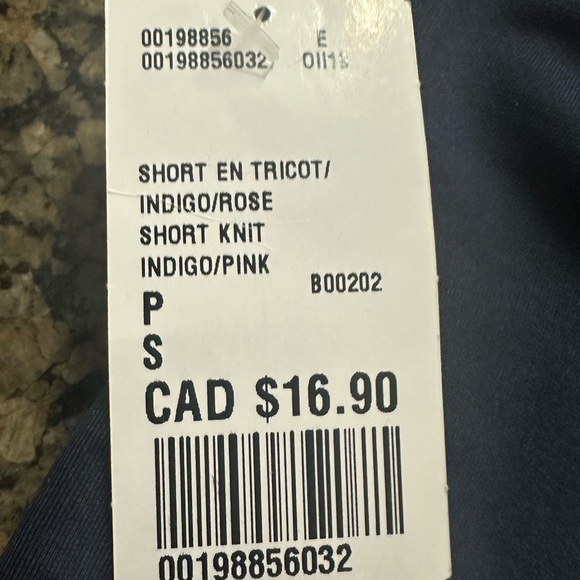 00198856 E
00198856032
SHORT EN TRICOT/
INDIGO/ROSE
SHORT KNIT
INDIGO/PINK
B00202
P
S
CAD $16.90
00198856032